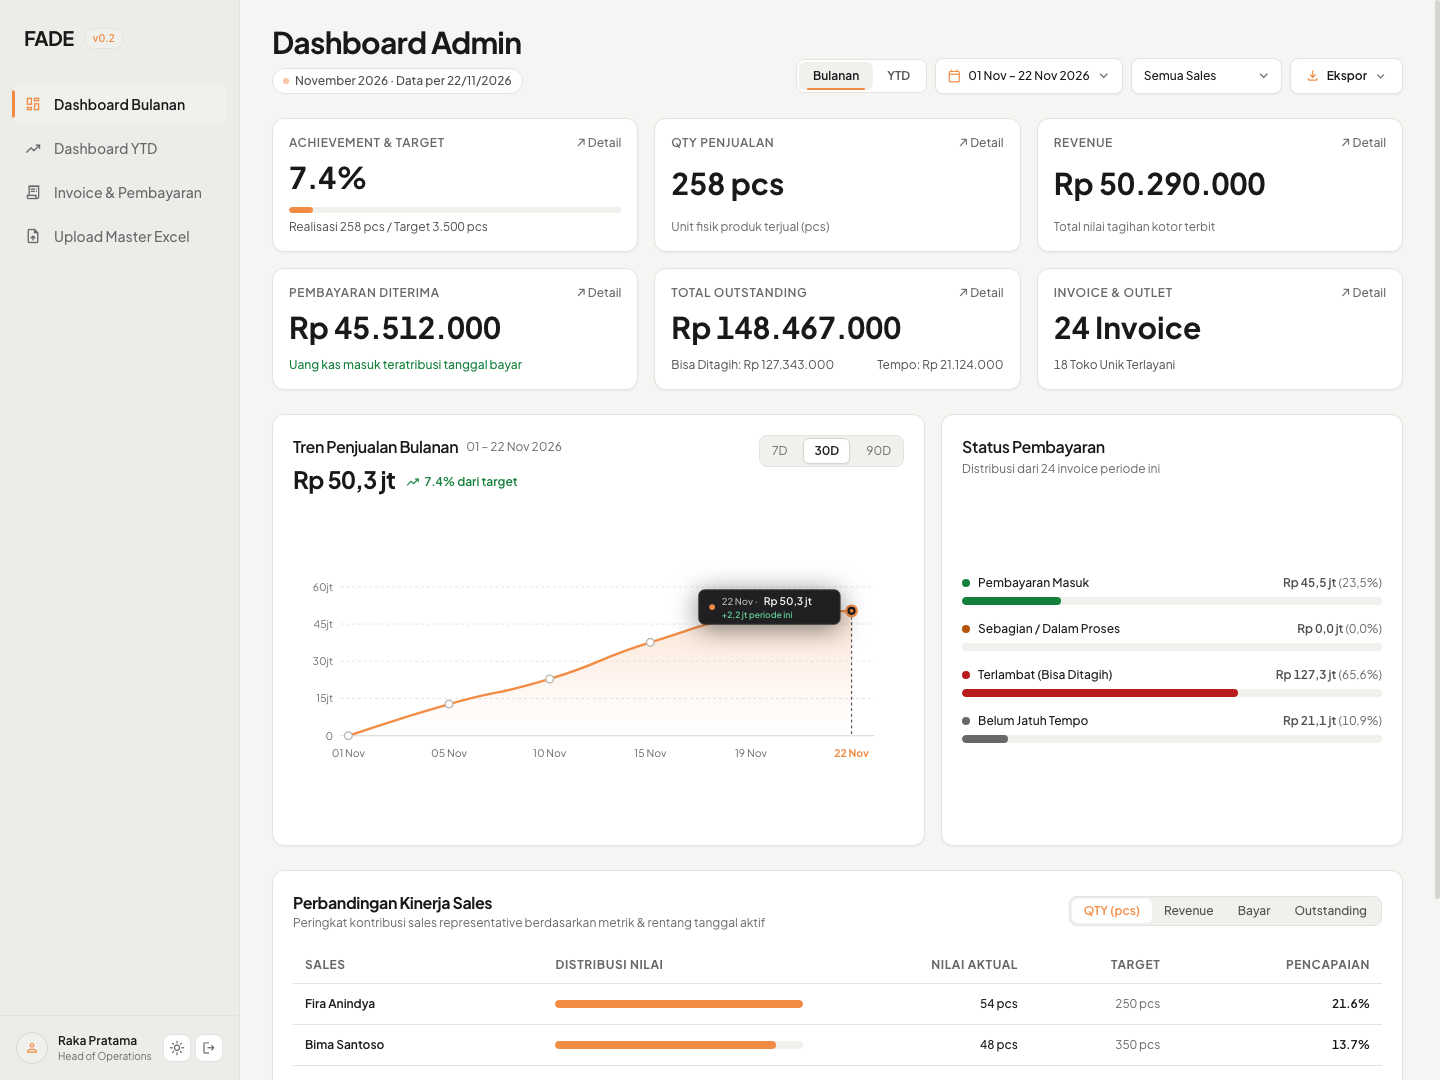 FADE v0.2
Dashboard Bulanan
Dashboard YTD
Invoice & Pembayaran
Upload Master Excel
Raka Pratama
Head of Operations
Dashboard Admin
November 2026 · Data per 22/11/2026
Bulanan YTD 01 Nov – 22 Nov 2026 Semua Sales Ekspor
ACHIEVEMENT & TARGET Detail
7.4%
Realisasi 258 pcs / Target 3.500 pcs
QTY PENJUALAN Detail
258 pcs
Unit fisik produk terjual (pcs)
REVENUE Detail
Rp 50.290.000
Total nilai tagihan kotor terbit
PEMBAYARAN DITERIMA Detail
Rp 45.512.000
Uang kas masuk teratribusi tanggal bayar
TOTAL OUTSTANDING Detail
Rp 148.467.000
Bisa Ditagih: Rp 127.343.000 Tempo: Rp 21.124.000
INVOICE & OUTLET Detail
24 Invoice
18 Toko Unik Terlayani
Tren Penjualan Bulanan 01 – 22 Nov 2026
7D 30D 90D
Rp 50,3 jt 7.4% dari target
60jt
45jt
30jt
15jt
0
22 Nov · Rp 50,3 jt
+2,2 jt periode ini
01 Nov 05 Nov 10 Nov 15 Nov 19 Nov 22 Nov
Status Pembayaran
Distribusi dari 24 invoice periode ini
Pembayaran Masuk Rp 45,5 jt (23,5%)
Sebagian / Dalam Proses Rp 0,0 jt (0,0%)
Terlambat (Bisa Ditagih) Rp 127,3 jt (65,6%)
Belum Jatuh Tempo Rp 21,1 jt (10,9%)
Perbandingan Kinerja Sales
Peringkat kontribusi sales representative berdasarkan metrik & rentang tanggal aktif
QTY (pcs) Revenue Bayar Outstanding
SALES DISTRIBUSI NILAI NILAI AKTUAL TARGET PENCAPAIAN
Fira Anindya 54 pcs 250 pcs 21.6%
Bima Santoso 48 pcs 350 pcs 13.7%